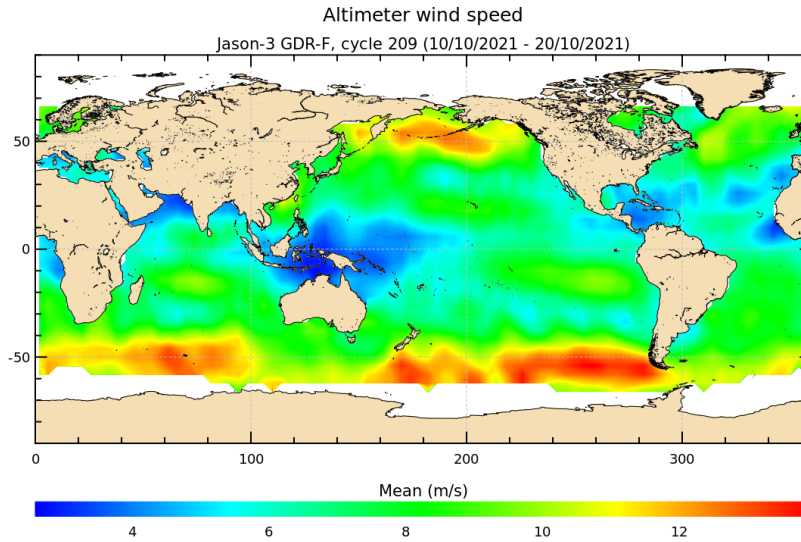 Altimeter wind speed
Jason-3 GDR-F, cycle 209 (10/10/2021 - 20/10/2021)
50
0
-50
0 100 200 300
Mean (m/s)
4 6 8 10 12